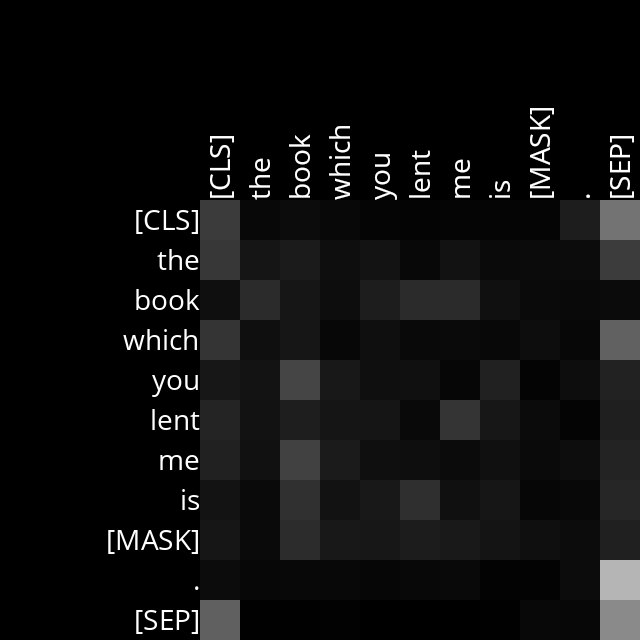 [CLS] the book which you lent me is [MASK] . [SEP]
[CLS]
the
book
which
you
lent
me
is
[MASK]
.
[SEP]